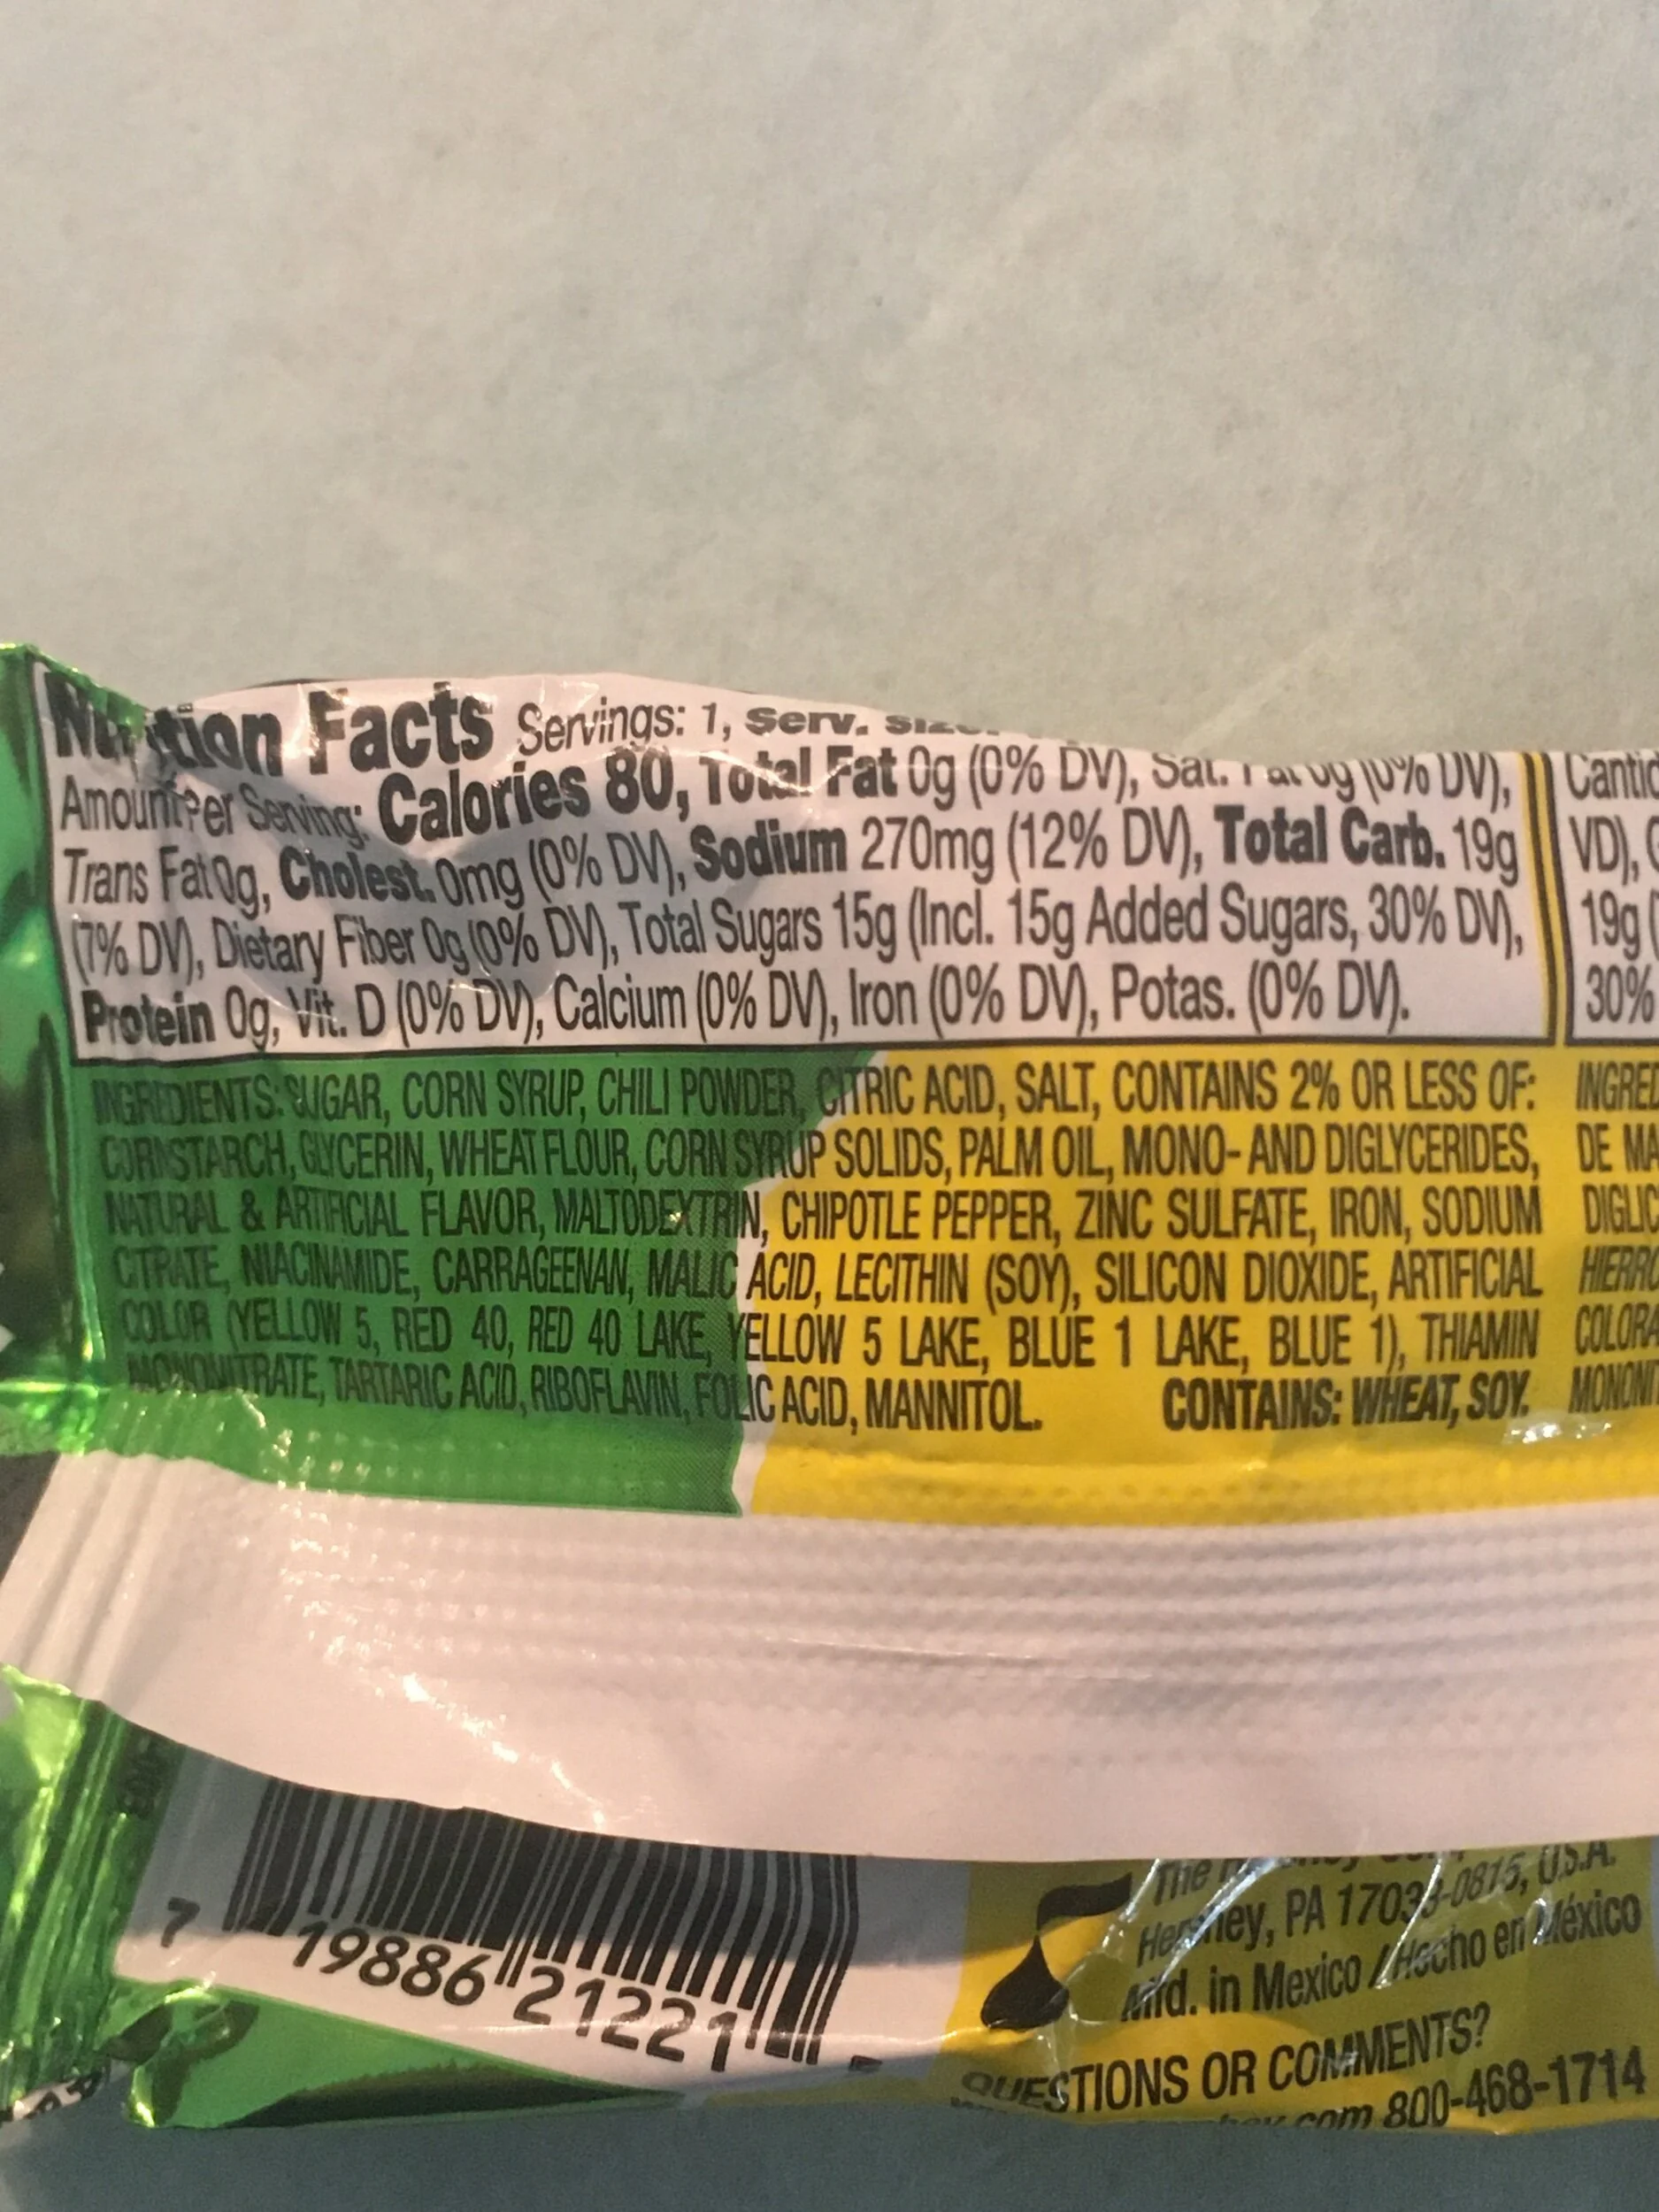 Nutrition Facts Servings: 1, Serv.
Amount Per Serving: Calories 80, Total Fat 0g (0% DV), Sat. Fat 0g (0% DV),
Trans Fat 0g, Cholest. 0mg (0% DV), Sodium 270mg (12% DV), Total Carb. 19g
(7% DV), Dietary Fiber 0g (0% DV), Total Sugars 15g (Incl. 15g Added Sugars, 30% DV),
Protein 0g, Vit. D (0% DV), Calcium (0% DV), Iron (0% DV), Potas. (0% DV).
INGREDIENTS: SUGAR, CORN SYRUP, CHILI POWDER, CITRIC ACID, SALT, CONTAINS 2% OR LESS OF:
CORNSTARCH, GLYCERIN, WHEAT FLOUR, CORN SYRUP SOLIDS, PALM OIL, MONO- AND DIGLYCERIDES,
NATURAL & ARTIFICIAL FLAVOR, MALTODEXTRIN, CHIPOTLE PEPPER, ZINC SULFATE, IRON, SODIUM
CITRATE, NIACINAMIDE, CARRAGEENAN, MALIC ACID, LECITHIN (SOY), SILICON DIOXIDE, ARTIFICIAL
COLOR (YELLOW 5, RED 40, RED 40 LAKE, YELLOW 5 LAKE, BLUE 1 LAKE, BLUE 1), THIAMIN
MONONITRATE, TARTARIC ACID, RIBOFLAVIN, FOLIC ACID, MANNITOL. CONTAINS: WHEAT, SOY.
Cantid
VD), G
19g (
30%
INGRED
DE MA
DIGLIC
HIERRO
COLORA
MONONIT
7 19886 21221
The
Hershey, PA 17033-0815, U.S.A.
Mfd. in Mexico / Hecho en México
QUESTIONS OR COMMENTS?
800-468-1714